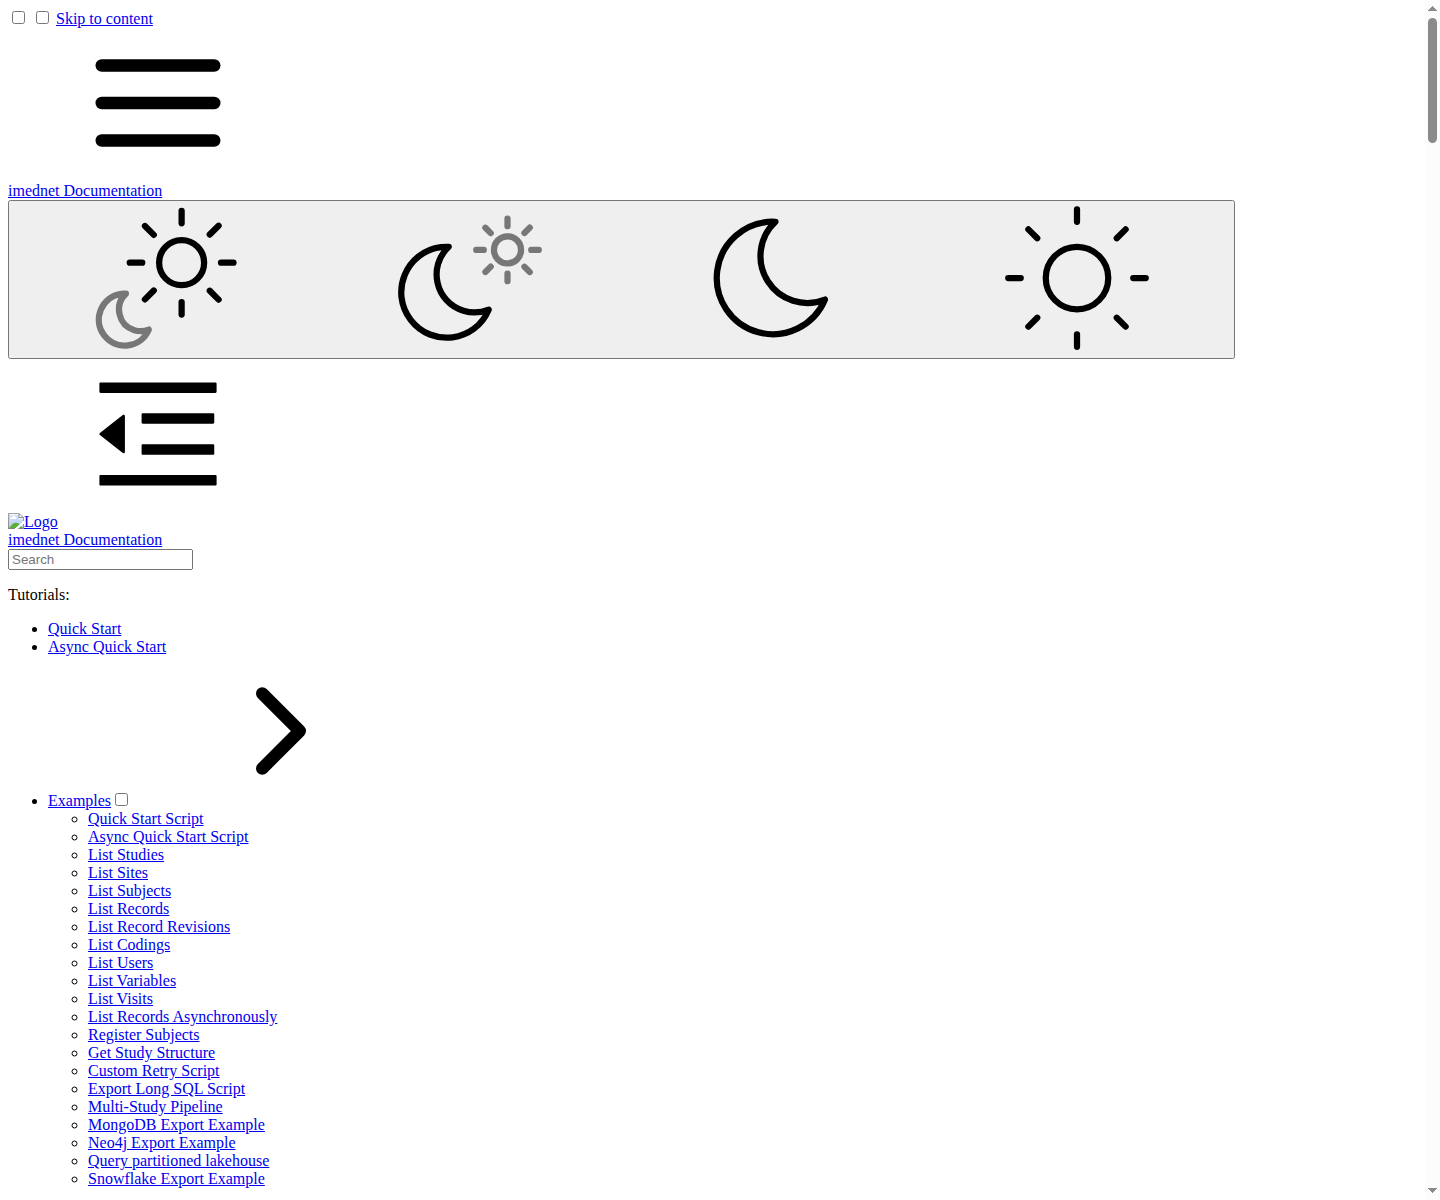 Skip to content
imednet Documentation
Logo
imednet Documentation
Search
Tutorials:
Quick Start
Async Quick Start
Examples
Quick Start Script
Async Quick Start Script
List Studies
List Sites
List Subjects
List Records
List Record Revisions
List Codings
List Users
List Variables
List Visits
List Records Asynchronously
Register Subjects
Get Study Structure
Custom Retry Script
Export Long SQL Script
Multi-Study Pipeline
MongoDB Export Example
Neo4j Export Example
Query partitioned lakehouse
Snowflake Export Example